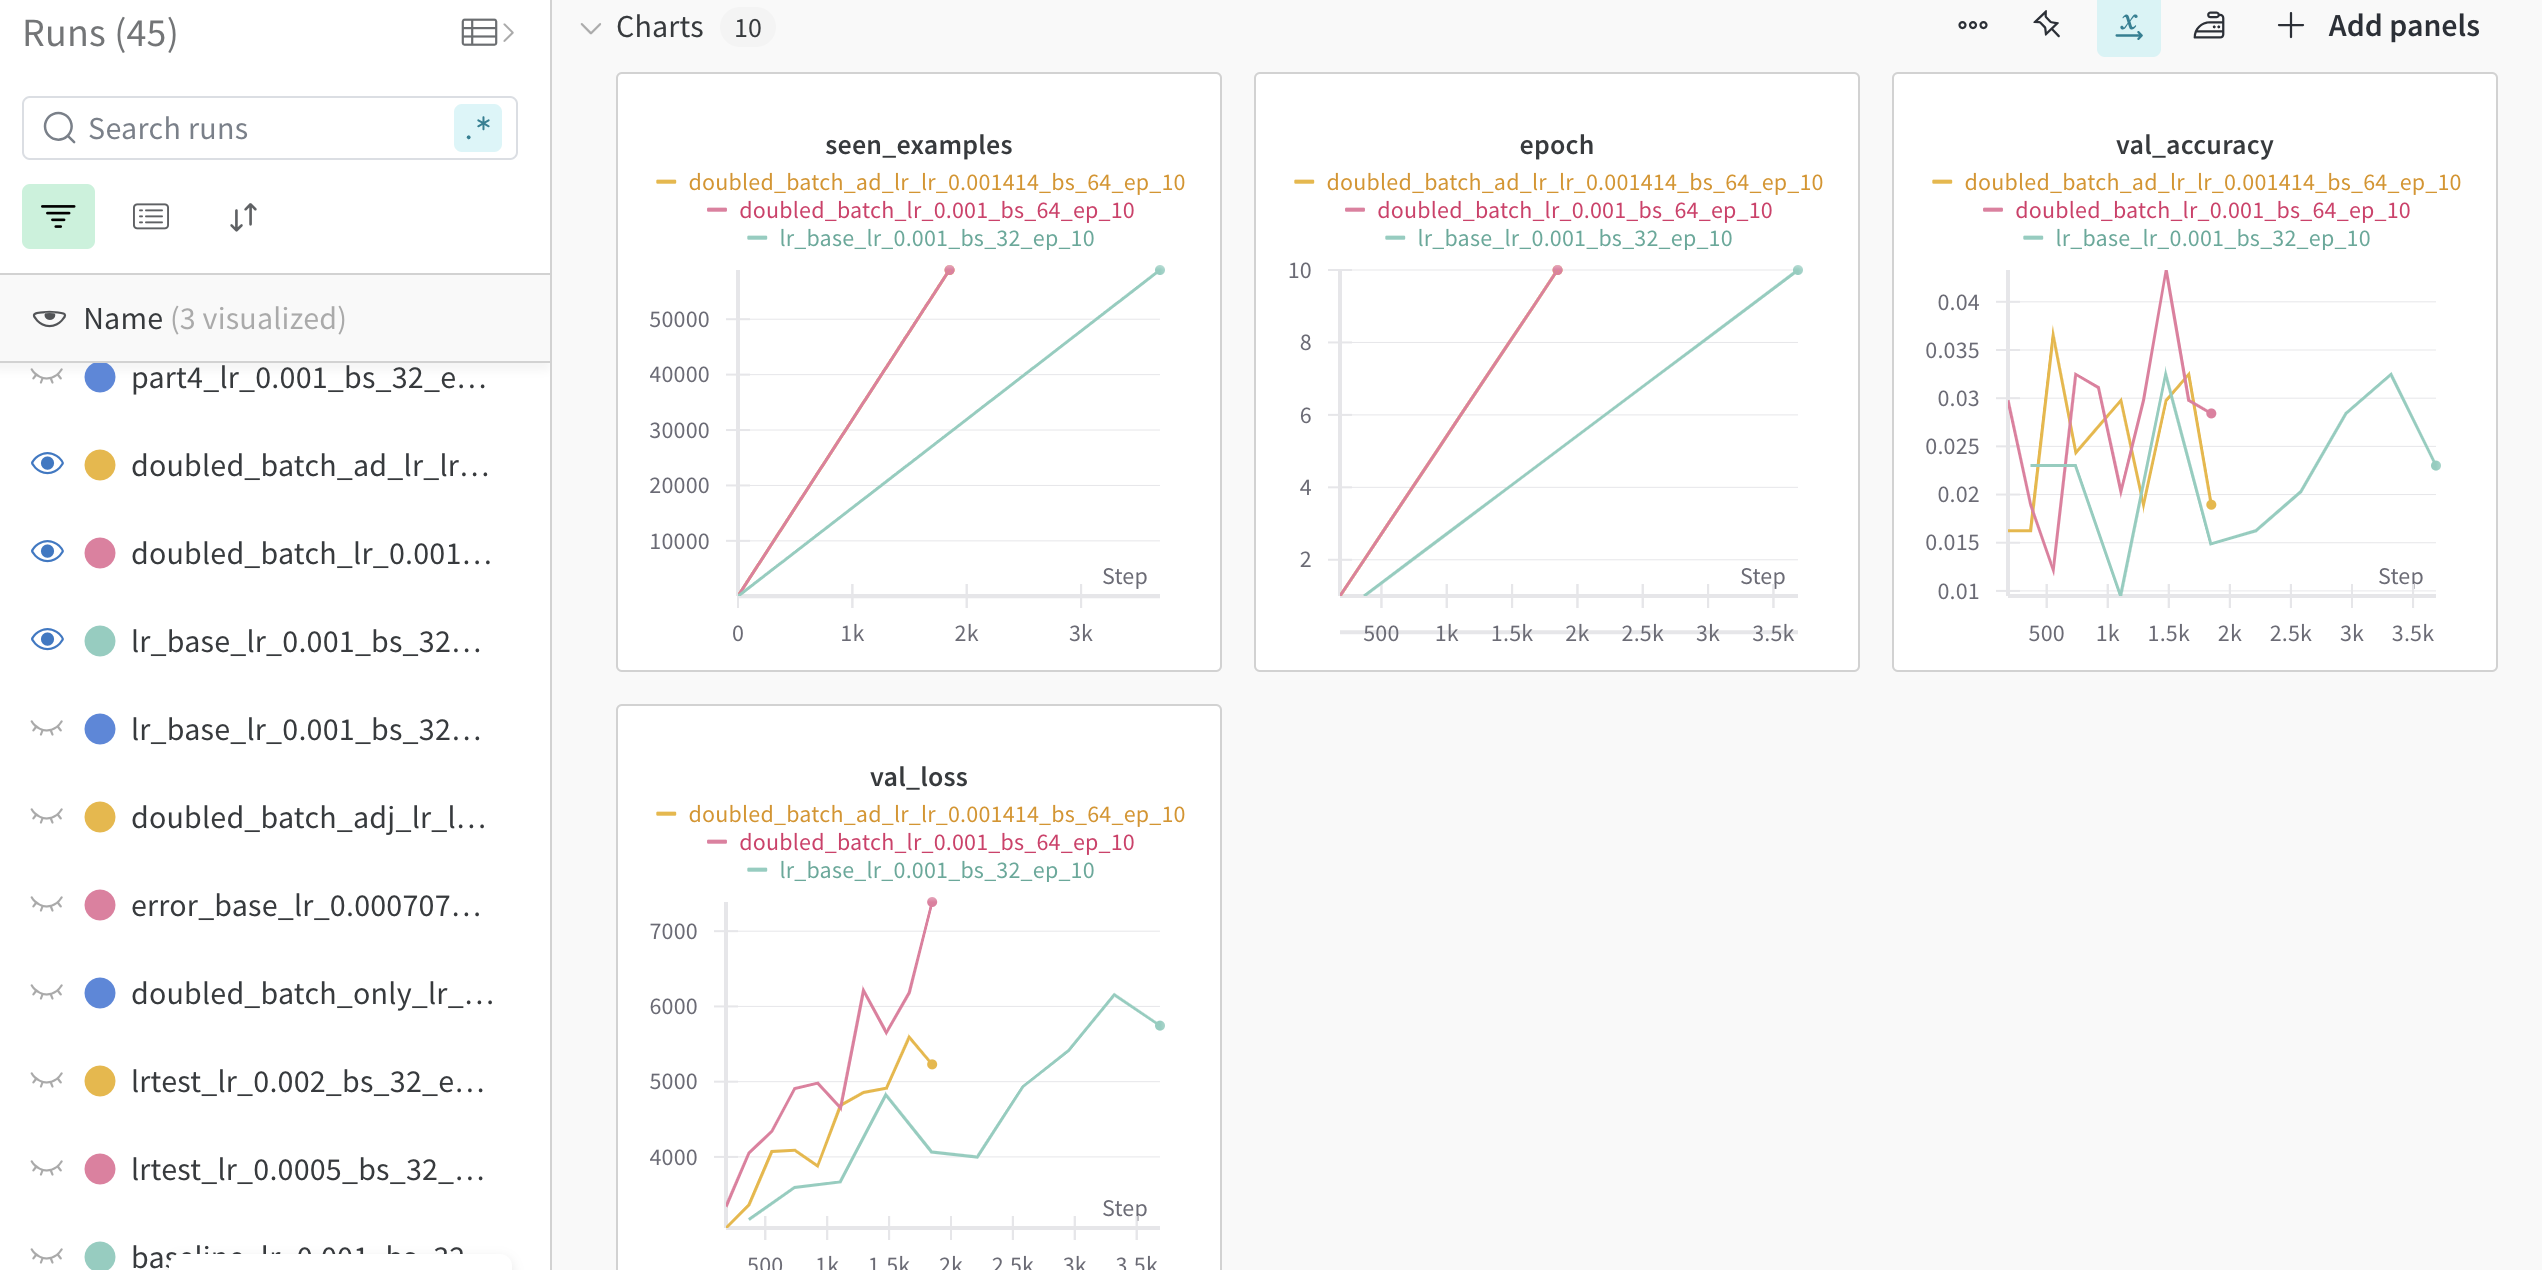 Runs (45)
Search runs
.*
Name (3 visualized)
part4_lr_0.001_bs_32_e...
doubled_batch_ad_lr_lr...
doubled_batch_lr_0.001...
lr_base_lr_0.001_bs_32...
lr_base_lr_0.001_bs_32...
doubled_batch_adj_lr_l...
error_base_lr_0.000707...
doubled_batch_only_lr_...
lrtest_lr_0.002_bs_32_e...
lrtest_lr_0.0005_bs_32_...
baseline_lr_0.001_bs_32
Charts 10
x
Add panels
seen_examples
doubled_batch_ad_lr_lr_0.001414_bs_64_ep_10
doubled_batch_lr_0.001_bs_64_ep_10
lr_base_lr_0.001_bs_32_ep_10
50000
40000
30000
20000
10000
Step
0 1k 2k 3k
epoch
doubled_batch_ad_lr_lr_0.001414_bs_64_ep_10
doubled_batch_lr_0.001_bs_64_ep_10
lr_base_lr_0.001_bs_32_ep_10
10
8
6
4
2
Step
500 1k 1.5k 2k 2.5k 3k 3.5k
val_accuracy
doubled_batch_ad_lr_lr_0.001414_bs_64_ep_10
doubled_batch_lr_0.001_bs_64_ep_10
lr_base_lr_0.001_bs_32_ep_10
0.04
0.035
0.03
0.025
0.02
0.015
0.01
Step
500 1k 1.5k 2k 2.5k 3k 3.5k
val_loss
doubled_batch_ad_lr_lr_0.001414_bs_64_ep_10
doubled_batch_lr_0.001_bs_64_ep_10
lr_base_lr_0.001_bs_32_ep_10
7000
6000
5000
4000
Step
500 1k 1.5k 2k 2.5k 3k 3.5k